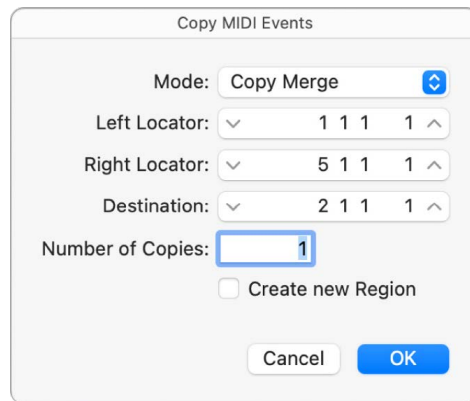 Copy MIDI Events
Mode: Copy Merge
Left Locator: 1 1 1 1
Right Locator: 5 1 1 1
Destination: 2 1 1 1
Number of Copies: 1
Create new Region
Cancel OK